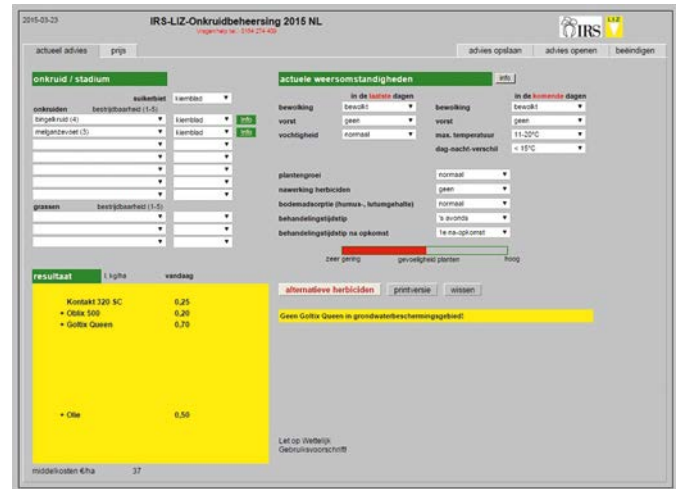 2015-03-23
IRS-LIZ-Onkruidbeheersing 2015 NL
IRS LIZ
actueel advies prijs advies opslaan advies openen beëindigen
onkruid / stadium
suikerbiet kiemblad
onkruiden bestrijdbaarheid (1-5)
bingelkruid (4) kiemblad Info
melganzevoet (3) kiemblad Info
grassen bestrijdbaarheid (1-5)
actuele weersomstandigheden info
in de laatste dagen in de komende dagen
bewolking bewolkt bewolking bewolkt
vorst geen vorst geen
vochtigheid normaal max. temperatuur 11-20°C
dag-nacht-verschil < 15°C
plantengroei normaal
nawerking herbiciden geen
bodemadsorptie (humus-, lutumgehalte) normaal
behandelingstijdstip 's avonds
behandelingstijdstip na opkomst 1e na-opkomst
zeer gering gevoeligheid planten hoog
resultaat l, kg/ha vandaag
Kontakt 320 SC 0,25
+ Oblix 500 0,20
+ Goltix Queen 0,70
+ Olie 0,50
middelkosten €/ha 37
alternatieve herbiciden printversie wissen
Geen Goltix Queen in grondwaterbeschermingsgebied!
Let op Wettelijk
Gebruiksvoorschrift!